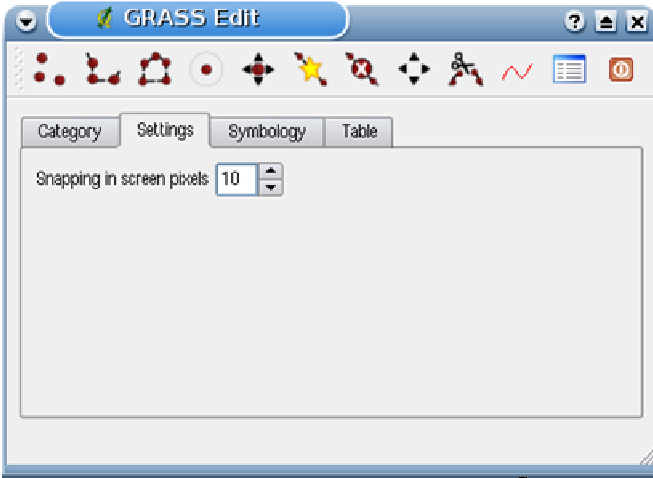 GRASS Edit
Category Settings Symbology Table
Snapping in screen pixels 10